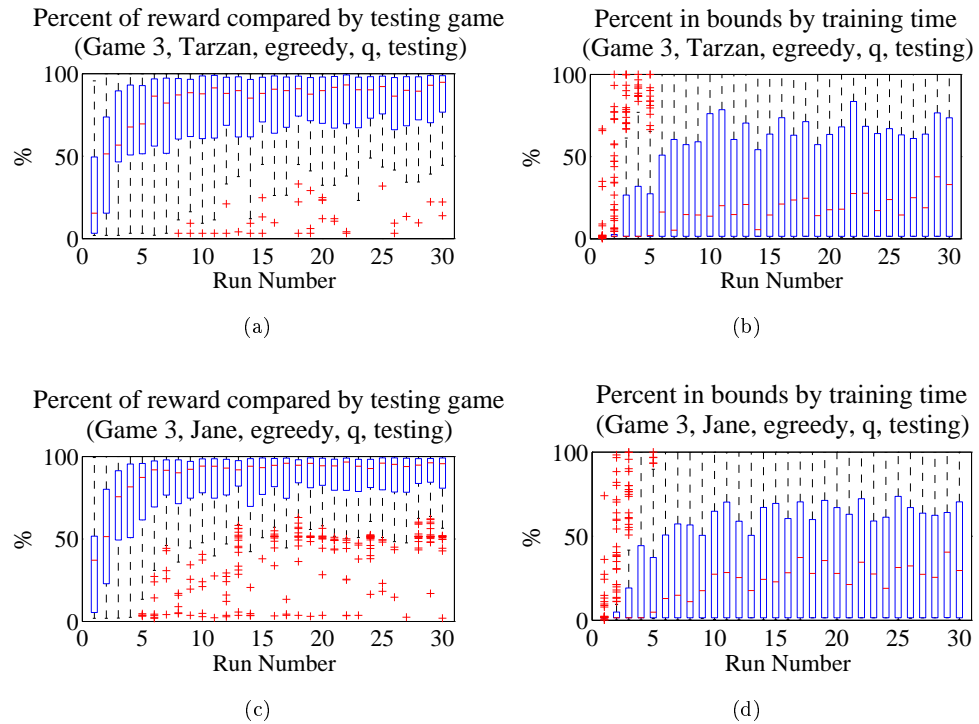 Percent of reward compared by testing game
(Game 3, Tarzan, egreedy, q, testing)
100
50
0
%
0 5 10 15 20 25 30
Run Number
(a)
Percent in bounds by training time
(Game 3, Tarzan, egreedy, q, testing)
100
50
0
%
0 5 10 15 20 25 30
Run Number
(b)
Percent of reward compared by testing game
(Game 3, Jane, egreedy, q, testing)
100
50
0
%
0 5 10 15 20 25 30
Run Number
(c)
Percent in bounds by training time
(Game 3, Jane, egreedy, q, testing)
100
50
0
%
0 5 10 15 20 25 30
Run Number
(d)